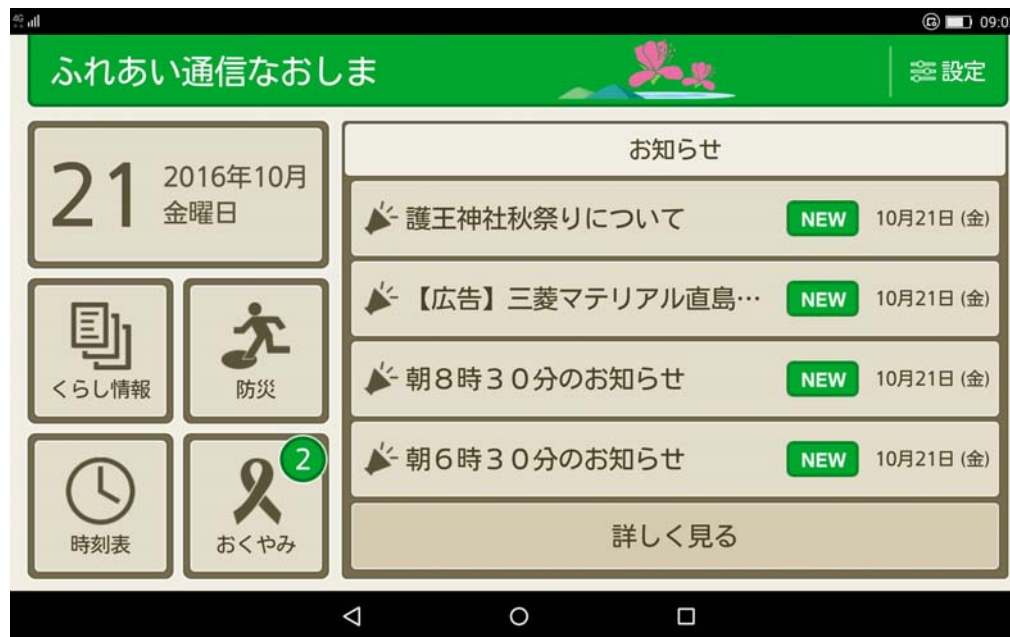 4G
09:0
ふれあい通信なおしま
設定
21
2016年10月
金曜日
お知らせ
護王神社秋祭りについて NEW 10月21日 (金)
【広告】三菱マテリアル直島… NEW 10月21日 (金)
朝８時３０分のお知らせ NEW 10月21日 (金)
朝６時３０分のお知らせ NEW 10月21日 (金)
詳しく見る
くらし情報
防災
時刻表
2
おくやみ